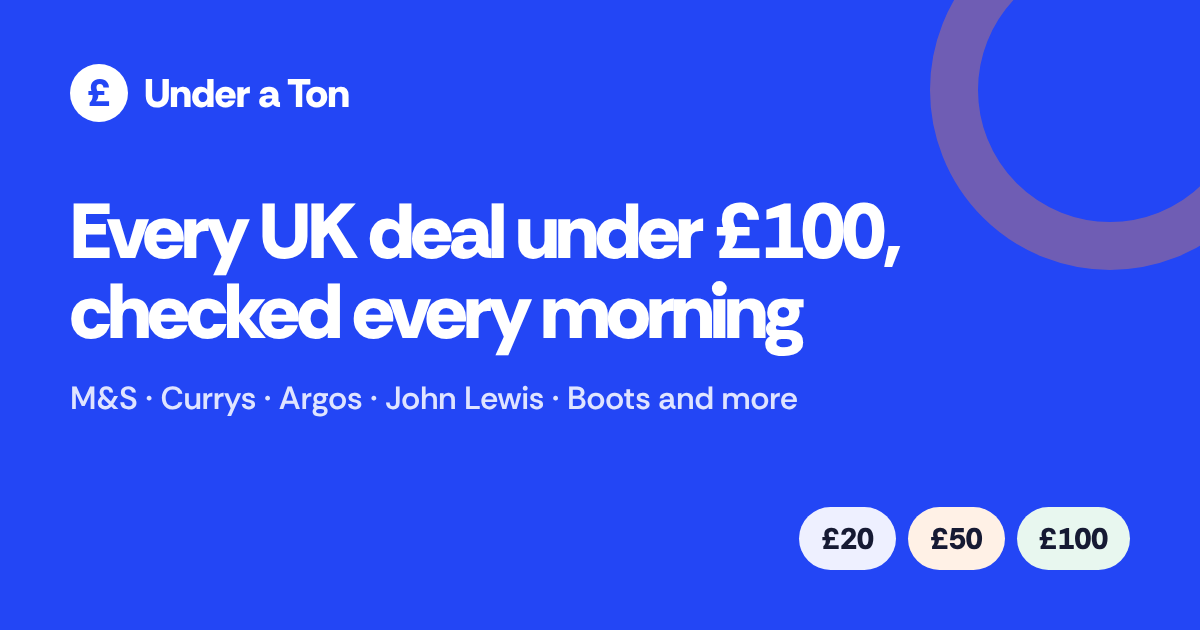 £ Under a Ton
Every UK deal under £100,
checked every morning
M&S · Currys · Argos · John Lewis · Boots and more
£20 £50 £100